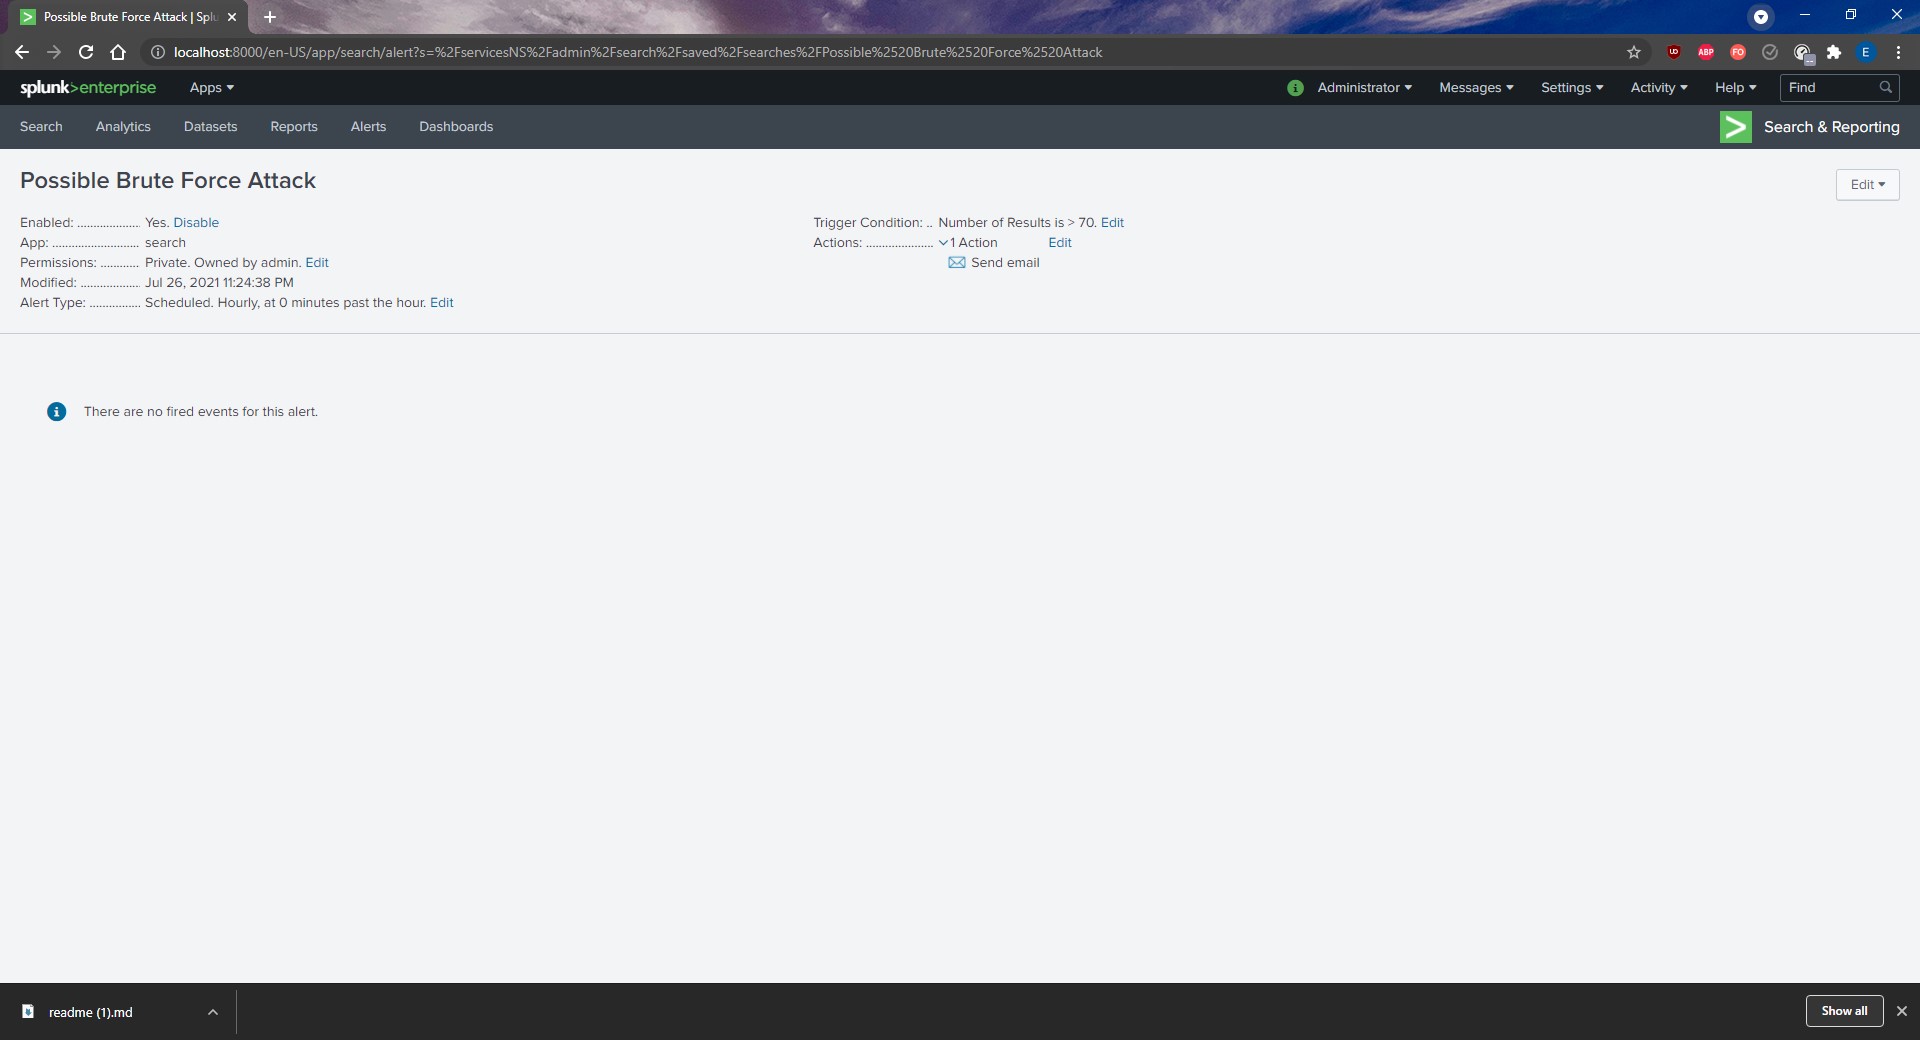 Possible Brute Force Attack | Splu
localhost:8000/en-US/app/search/alert?s=%2FservicesNS%2Fadmin%2Fsearch%2Fsaved%2Fsearches%2FPossible%2520Brute%2520Force%2520Attack
UO ABP FO E
splunk>enterprise Apps Administrator Messages Settings Activity Help Find
Search Analytics Datasets Reports Alerts Dashboards Search & Reporting
Possible Brute Force Attack Edit
Enabled: .................... Yes. Disable
App: ........................... search
Permissions: ............ Private. Owned by admin. Edit
Modified: .................. Jul 26, 2021 11:24:38 PM
Alert Type: ................ Scheduled. Hourly, at 0 minutes past the hour. Edit
Trigger Condition: .. Number of Results is > 70. Edit
Actions: ..................... 1 Action Edit
Send email
There are no fired events for this alert.
readme (1).md Show all